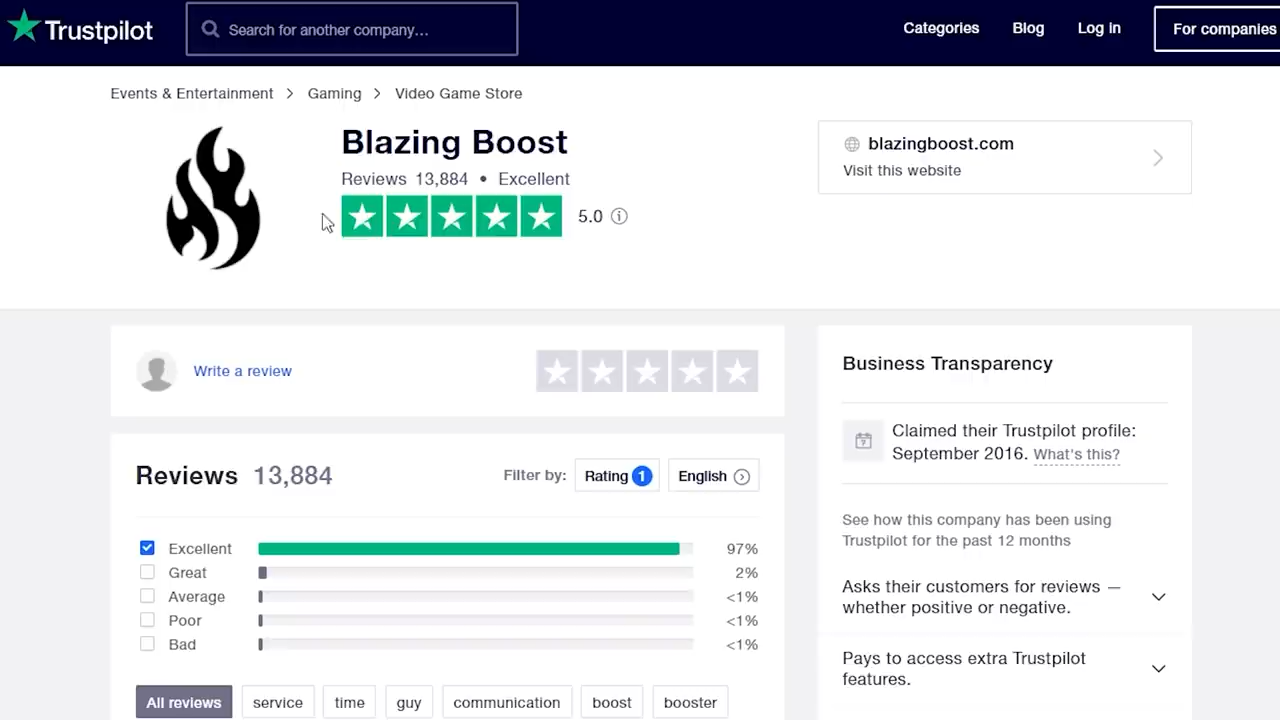 Trustpilot
Search for another company...
Categories
Blog
Log in
For companies
Events & Entertainment > Gaming > Video Game Store
Blazing Boost
Reviews 13,884 • Excellent
5.0
blazingboost.com
Visit this website
Write a review
Business Transparency
Claimed their Trustpilot profile:
September 2016. What's this?
Reviews 13,884
Filter by:
Rating 1
English
See how this company has been using
Trustpilot for the past 12 months
Excellent 97%
Great 2%
Average <1%
Poor <1%
Bad <1%
Asks their customers for reviews —
whether positive or negative.
Pays to access extra Trustpilot
features.
All reviews
service
time
guy
communication
boost
booster